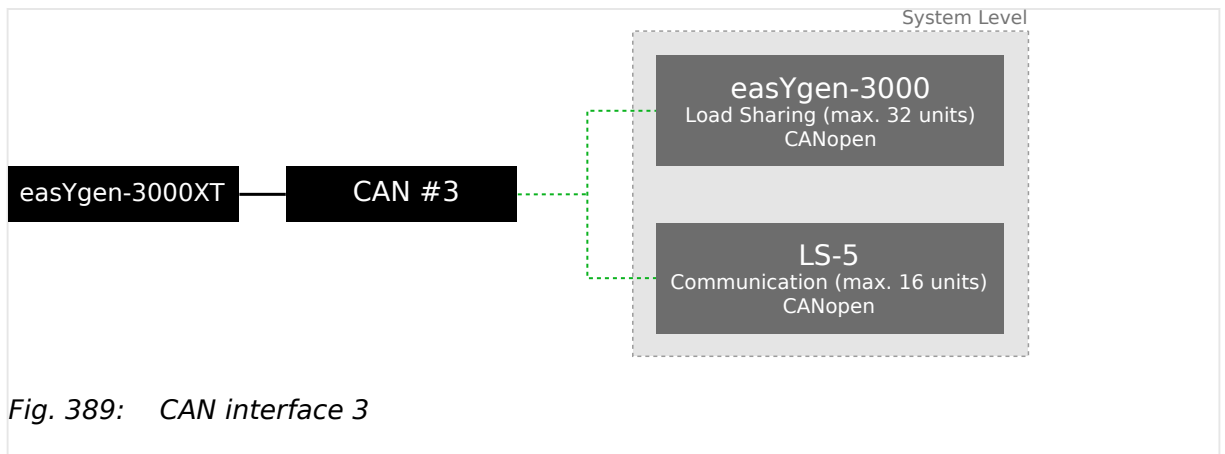 System Level
easYgen-3000
Load Sharing (max. 32 units)
CANopen
easYgen-3000XT
CAN #3
LS-5
Communication (max. 16 units)
CANopen
Fig. 389: CAN interface 3